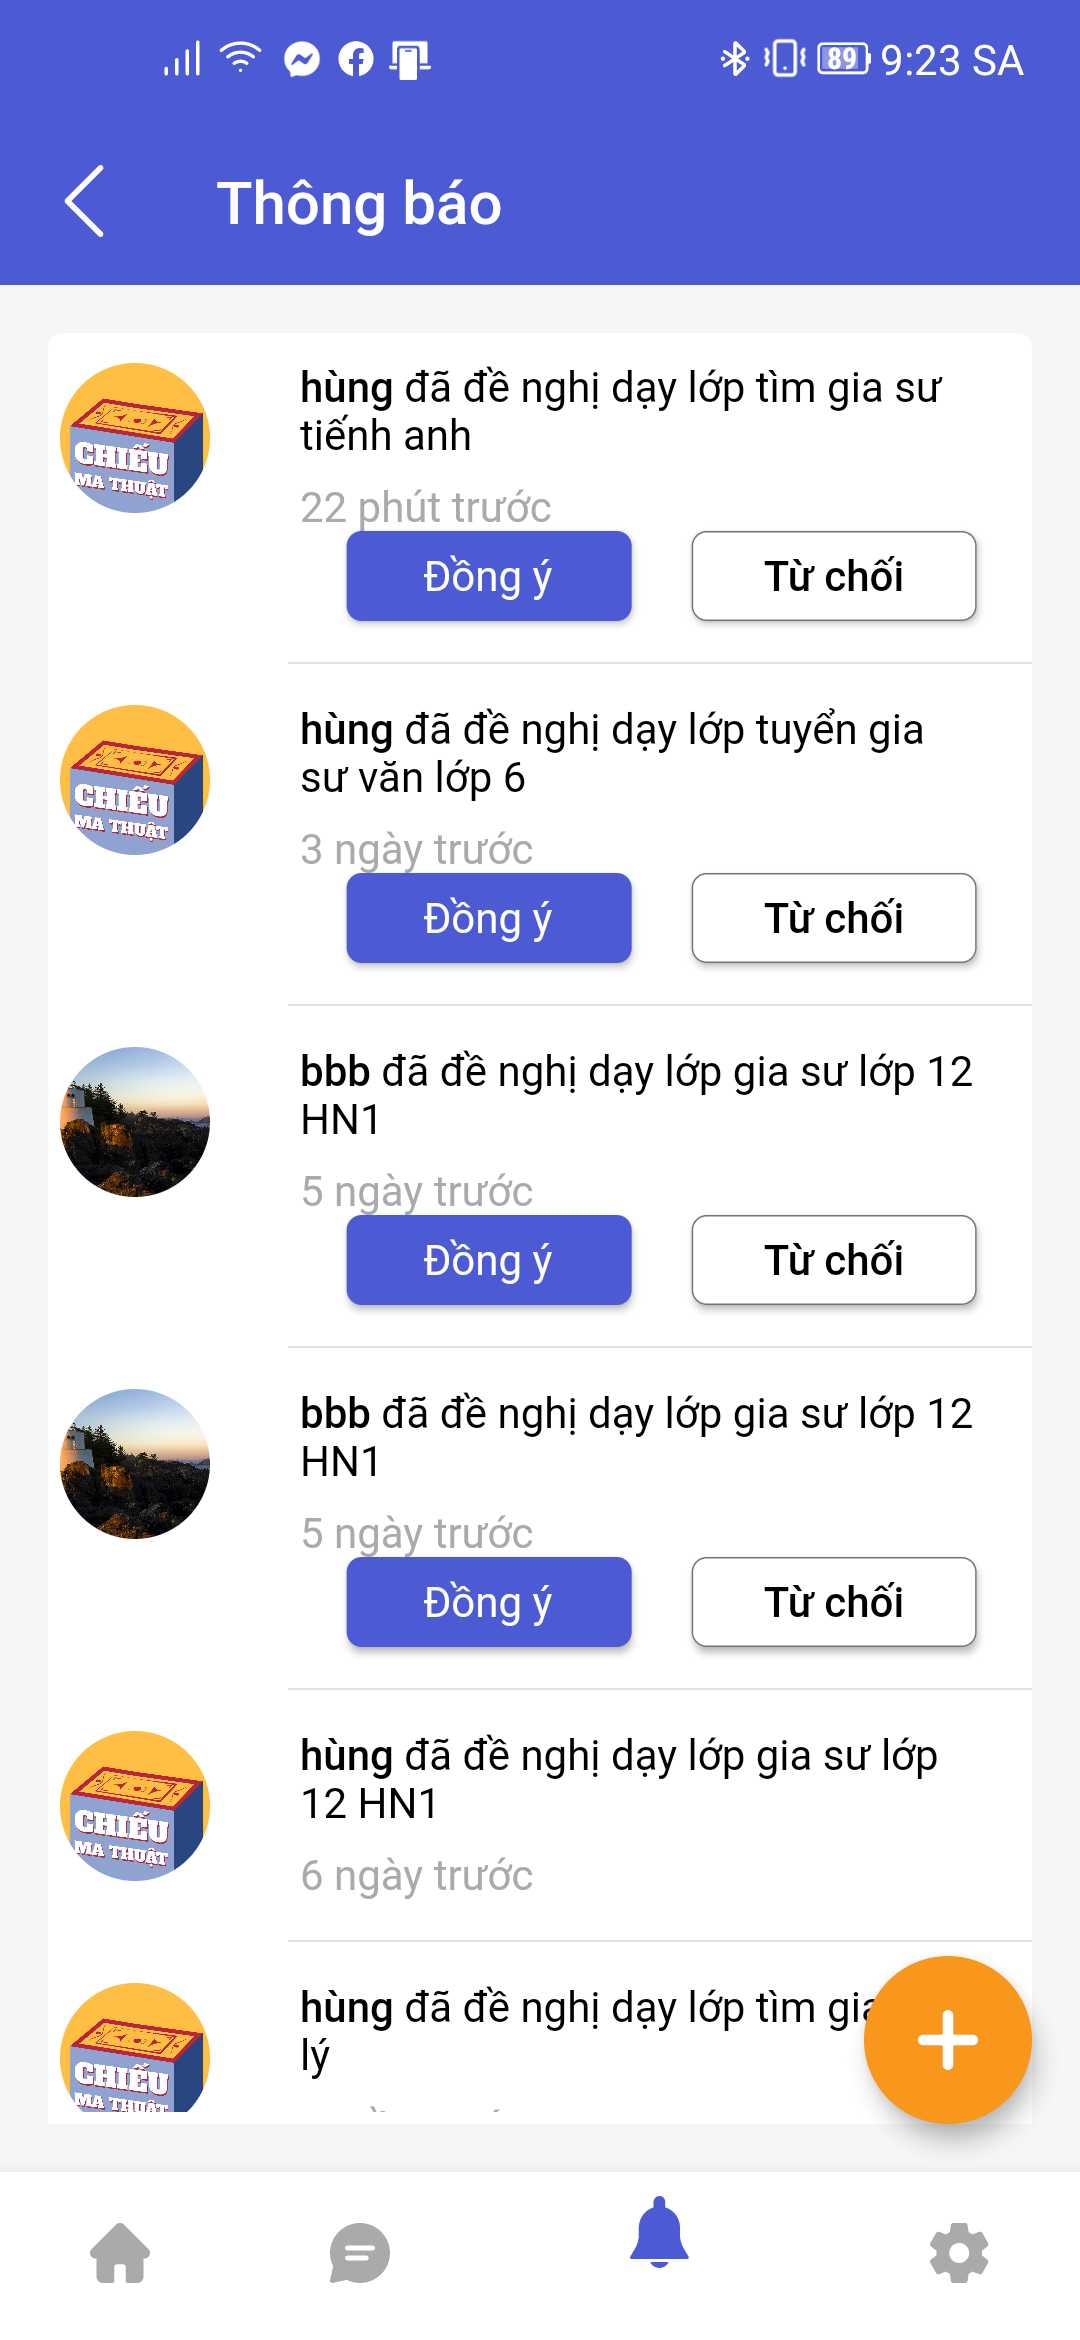 89 9:23 SA
Thông báo
CHIẾU
MA THUẬT
hùng đã đề nghị dạy lớp tìm gia sư
tiếnh anh
22 phút trước
Đồng ý
Từ chối
CHIẾU
MA THUẬT
hùng đã đề nghị dạy lớp tuyển gia
sư văn lớp 6
3 ngày trước
Đồng ý
Từ chối
bbb đã đề nghị dạy lớp gia sư lớp 12
HN1
5 ngày trước
Đồng ý
Từ chối
bbb đã đề nghị dạy lớp gia sư lớp 12
HN1
5 ngày trước
Đồng ý
Từ chối
CHIẾU
MA THUẬT
hùng đã đề nghị dạy lớp gia sư lớp
12 HN1
6 ngày trước
CHIẾU
MA THUẬT
hùng đã đề nghị dạy lớp tìm gia
lý